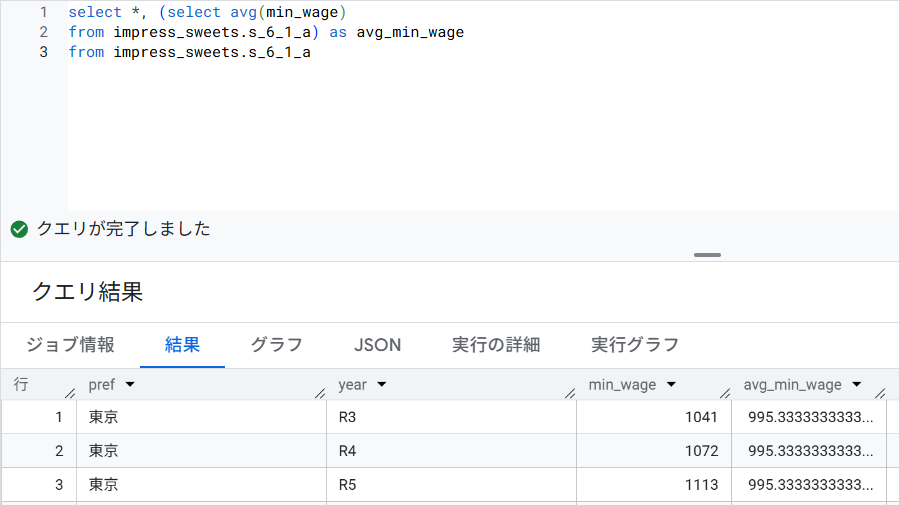 1 select *, (select avg(min_wage)
2 from impress_sweets.s_6_1_a) as avg_min_wage
3 from impress_sweets.s_6_1_a
クエリが完了しました
クエリ結果
ジョブ情報 結果 グラフ JSON 実行の詳細 実行グラフ
行 pref year min_wage avg_min_wage
1 東京 R3 1041 995.3333333333...
2 東京 R4 1072 995.3333333333...
3 東京 R5 1113 995.3333333333...